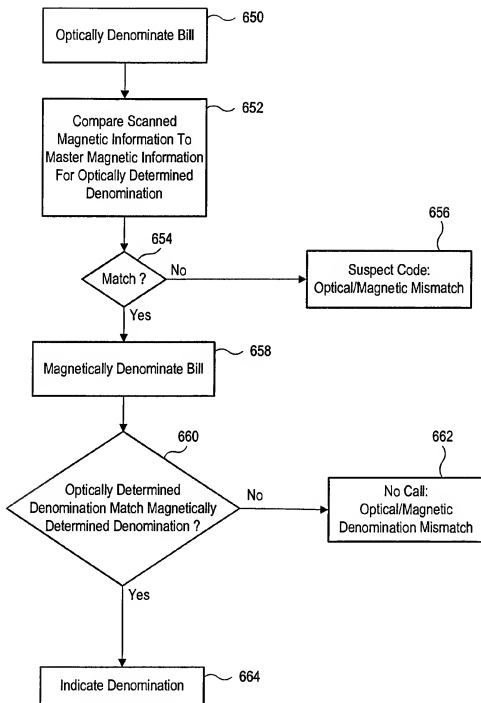 650
Optically Denominate Bill
652
Compare Scanned
Magnetic Information To
Master Magnetic Information
For Optically Determined
Denomination
654
Match ?
No
656
Suspect Code:
Optical/Magnetic Mismatch
Yes
658
Magnetically Denominate Bill
660
Optically Determined
Denomination Match Magnetically
Determined Denomination ?
No
662
No Call:
Optical/Magnetic
Denomination Mismatch
Yes
664
Indicate Denomination